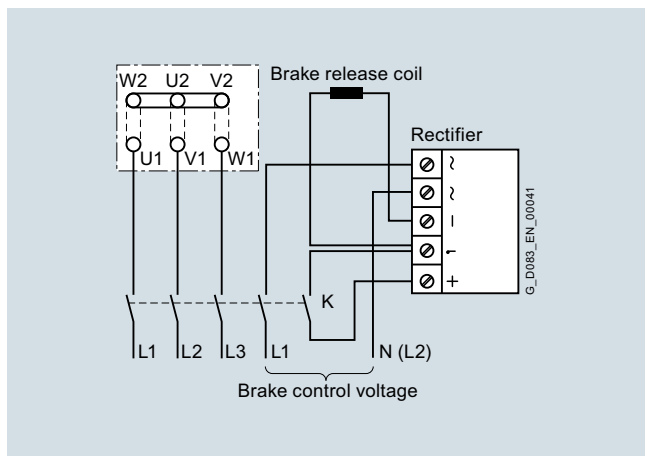 W2 U2 V2
Brake release coil
U1 V1 W1
Rectifier
~
~
–
+
K
L1 L2 L3 L1 N (L2)
Brake control voltage
G_D083_EN_00041